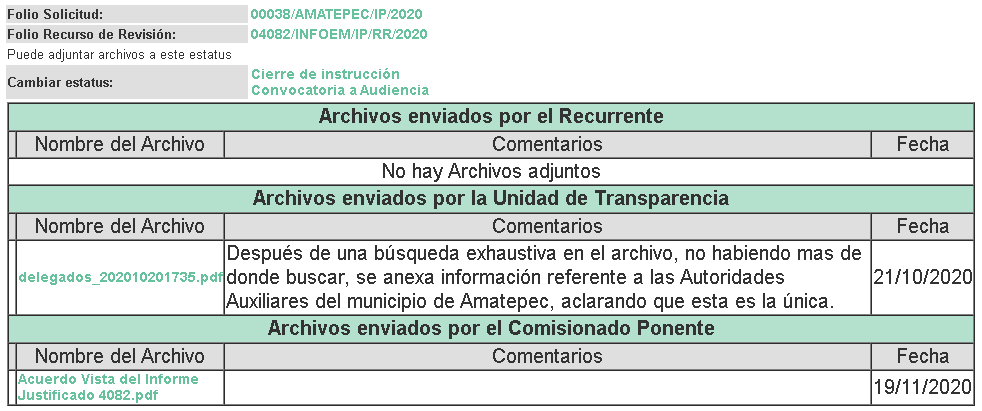 Folio Solicitud: 00038/AMATEPEC/IP/2020
Folio Recurso de Revisión: 04082/INFOEM/IP/RR/2020
Puede adjuntar archivos a este estatus
Cambiar estatus: Cierre de instrucción
Convocatoria a Audiencia
Archivos enviados por el Recurrente
Nombre del Archivo Comentarios Fecha
No hay Archivos adjuntos
Archivos enviados por la Unidad de Transparencia
Nombre del Archivo Comentarios Fecha
Después de una búsqueda exhaustiva en el archivo, no habiendo mas de
delegados_202010201735.pdf donde buscar, se anexa información referente a las Autoridades 21/10/2020
Auxiliares del municipio de Amatepec, aclarando que esta es la única.
Archivos enviados por el Comisionado Ponente
Nombre del Archivo Comentarios Fecha
Acuerdo Vista del Informe
Justificado 4082.pdf 19/11/2020